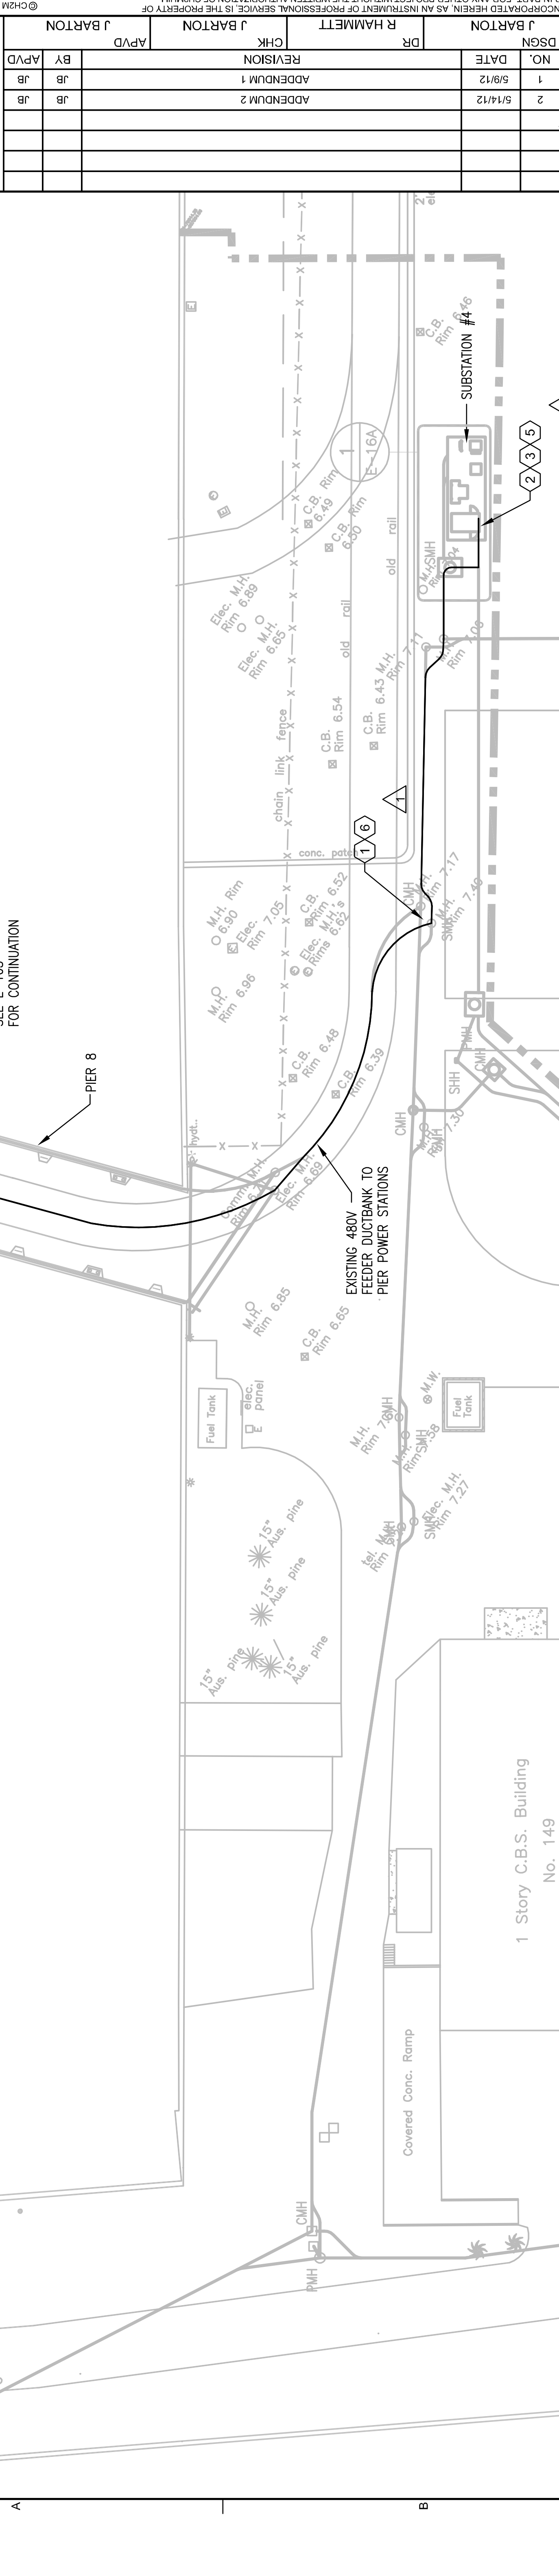 ©CH2M
J BARTON
APVD
J BARTON
CHK
R HAMMETT
DR
J BARTON
DSGN
APVD
BY
REVISION
DATE
NO.
JB
JB
ADDENDUM 1
5/9/12
1
JB
JB
ADDENDUM 2
5/14/12
2
E
C.B.
Rim 6.46
SUBSTATION #4
1
E-16A
2 3 5
E
C.B. Rim
6.49
C.B. Rim
6.50
old rail
old rail
Elec. M.H.
Rim 6.89
Elec. M.H.
Rim 6.65
M.H.
Rim 7.11
C.B.
Rim 6.43
C.B.
Rim 6.54
chain link fence
1
1 6
conc. patch
CMH
M.H.
Rim 7.17
M.H.
Rim 7.46
M.H. Rim
6.90
Elec.
Rim 7.05
C.B.
Rim 6.52
Elec. M.H.'s
Rims 6.62
M.H.
6.96
FOR CONTINUATION
PIER 8
PMH
CMH
SHH
C.B.
Rim 6.48
C.B.
Rim 6.39
CMH
EXISTING 480V
FEEDER DUCTBANK TO
PIER POWER STATIONS
M.H.
Rim 6.85
C.B.
Rim 6.65
Fuel Tank
elec.
panel
E
M.W.
Fuel
Tank
SMH
Elec. M.H.
Rim 7.27
15"
Aus. pine
15"
Aus. pine
15"
Aus. pine
15"
Aus. pine
1 Story C.B.S. Building
No. 149
Covered Conc. Ramp
CMH
PMH
A
B